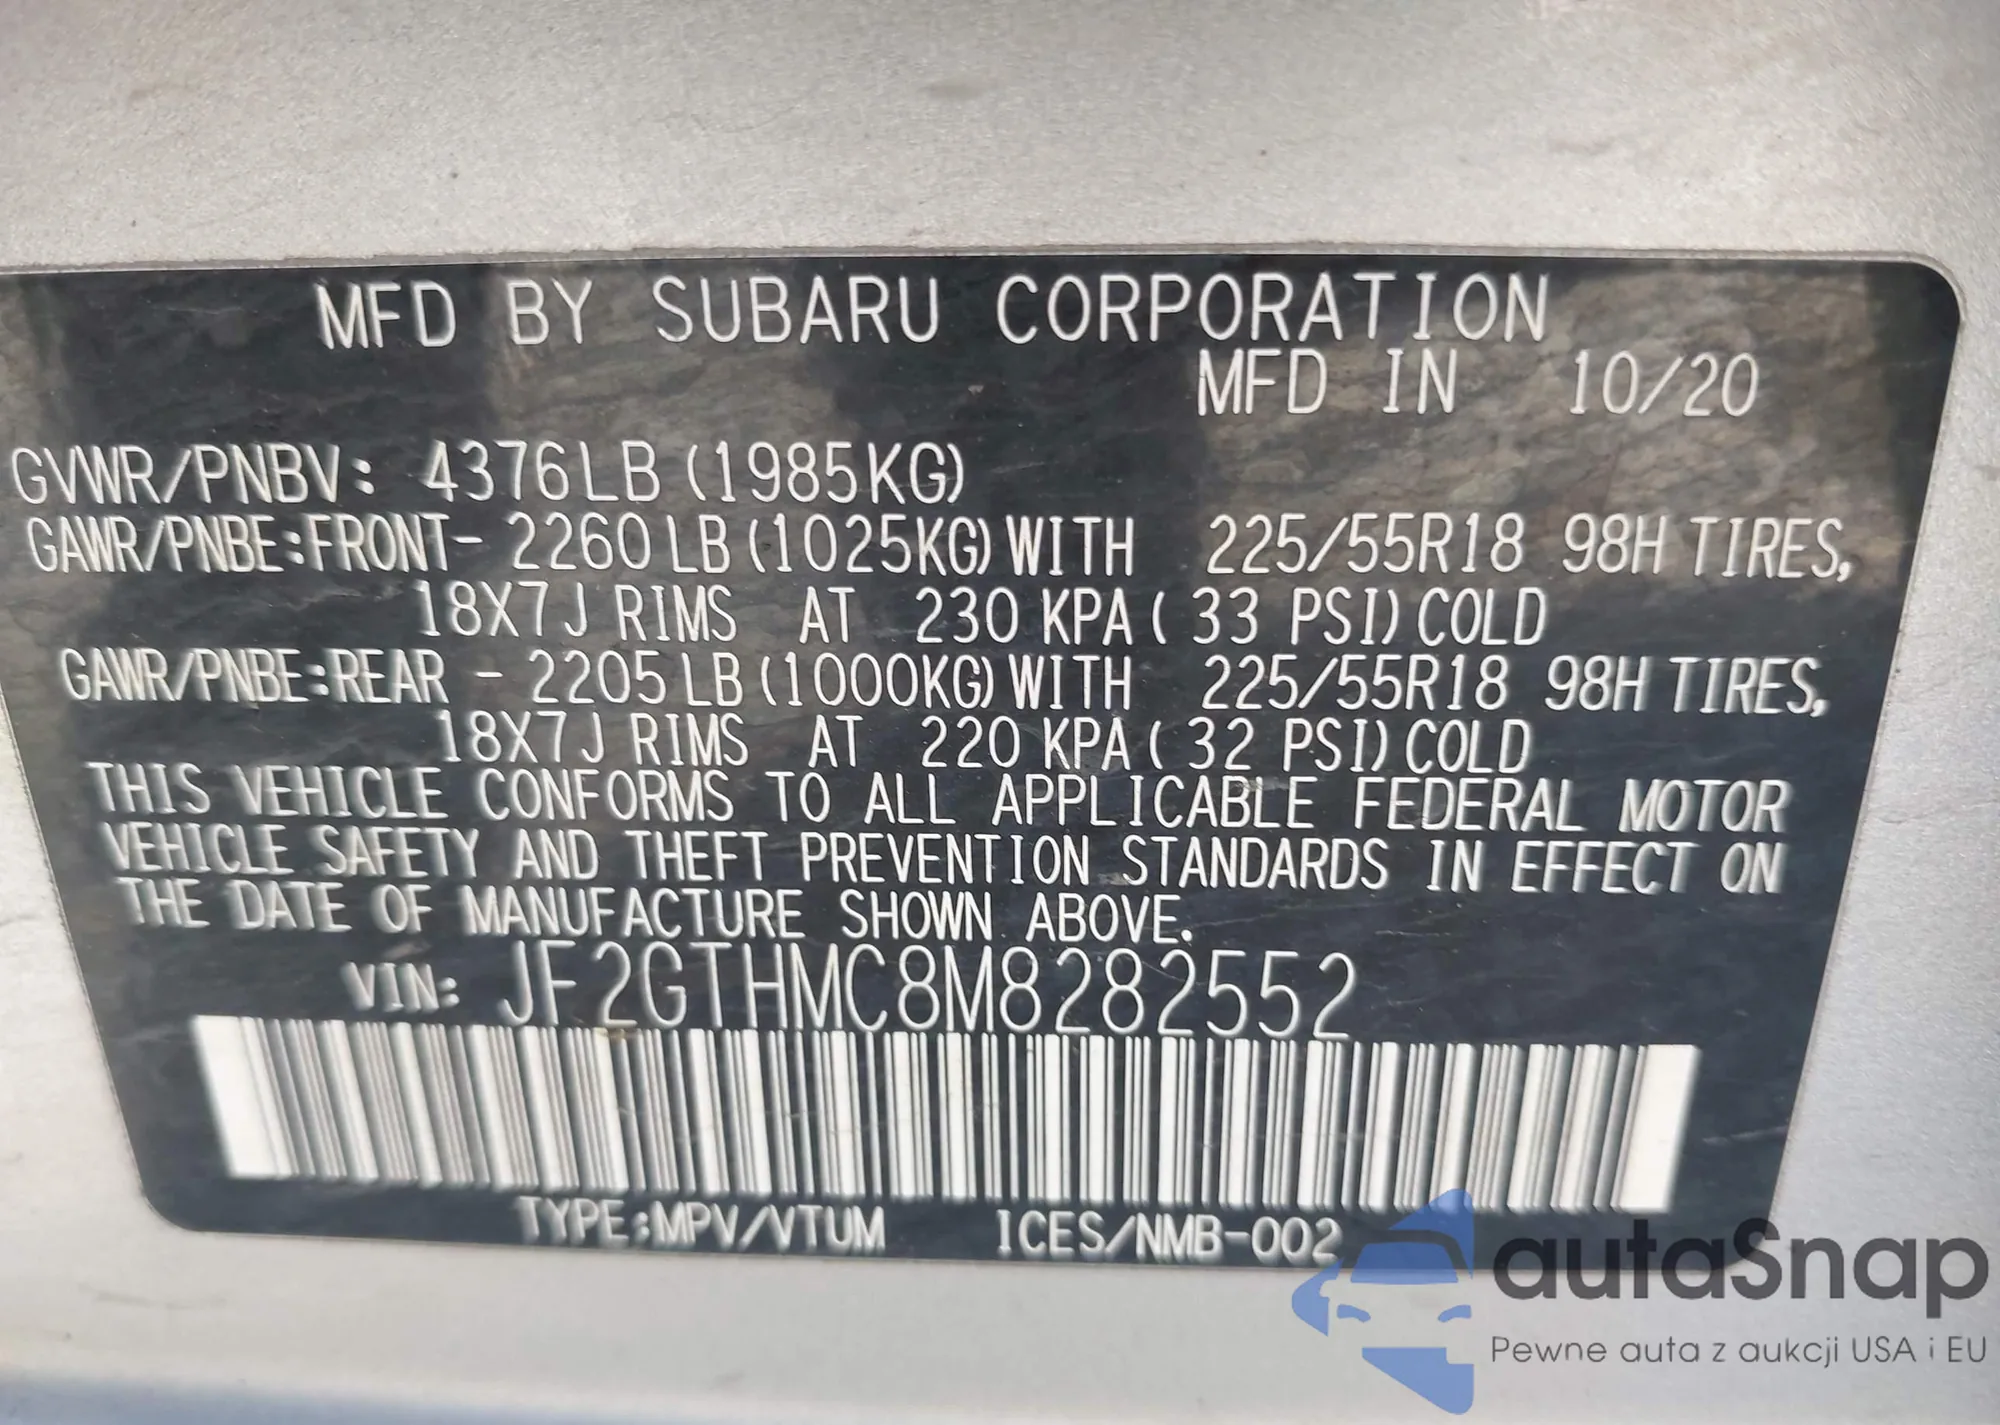 MFD BY SUBARU CORPORATION
MFD IN 10/20
GVWR/PNBV: 4376LB (1985KG)
GAWR/PNBE:FRONT- 2260LB (1025KG) WITH 225/55R18 98H TIRES,
18X7J RIMS AT 230 KPA ( 33 PSI) COLD
GAWR/PNBE:REAR - 2205LB (1000KG) WITH 225/55R18 98H TIRES,
18X7J RIMS AT 220 KPA ( 32 PSI) COLD
THIS VEHICLE CONFORMS TO ALL APPLICABLE FEDERAL MOTOR
VEHICLE SAFETY AND THEFT PREVENTION STANDARDS IN EFFECT ON
THE DATE OF MANUFACTURE SHOWN ABOVE.
VIN: JF2GTHMC8M8282552
TYPE:MPV/VTUM ICES/NMB-002
autaSnap
Pewne auta z aukcji USA i EU